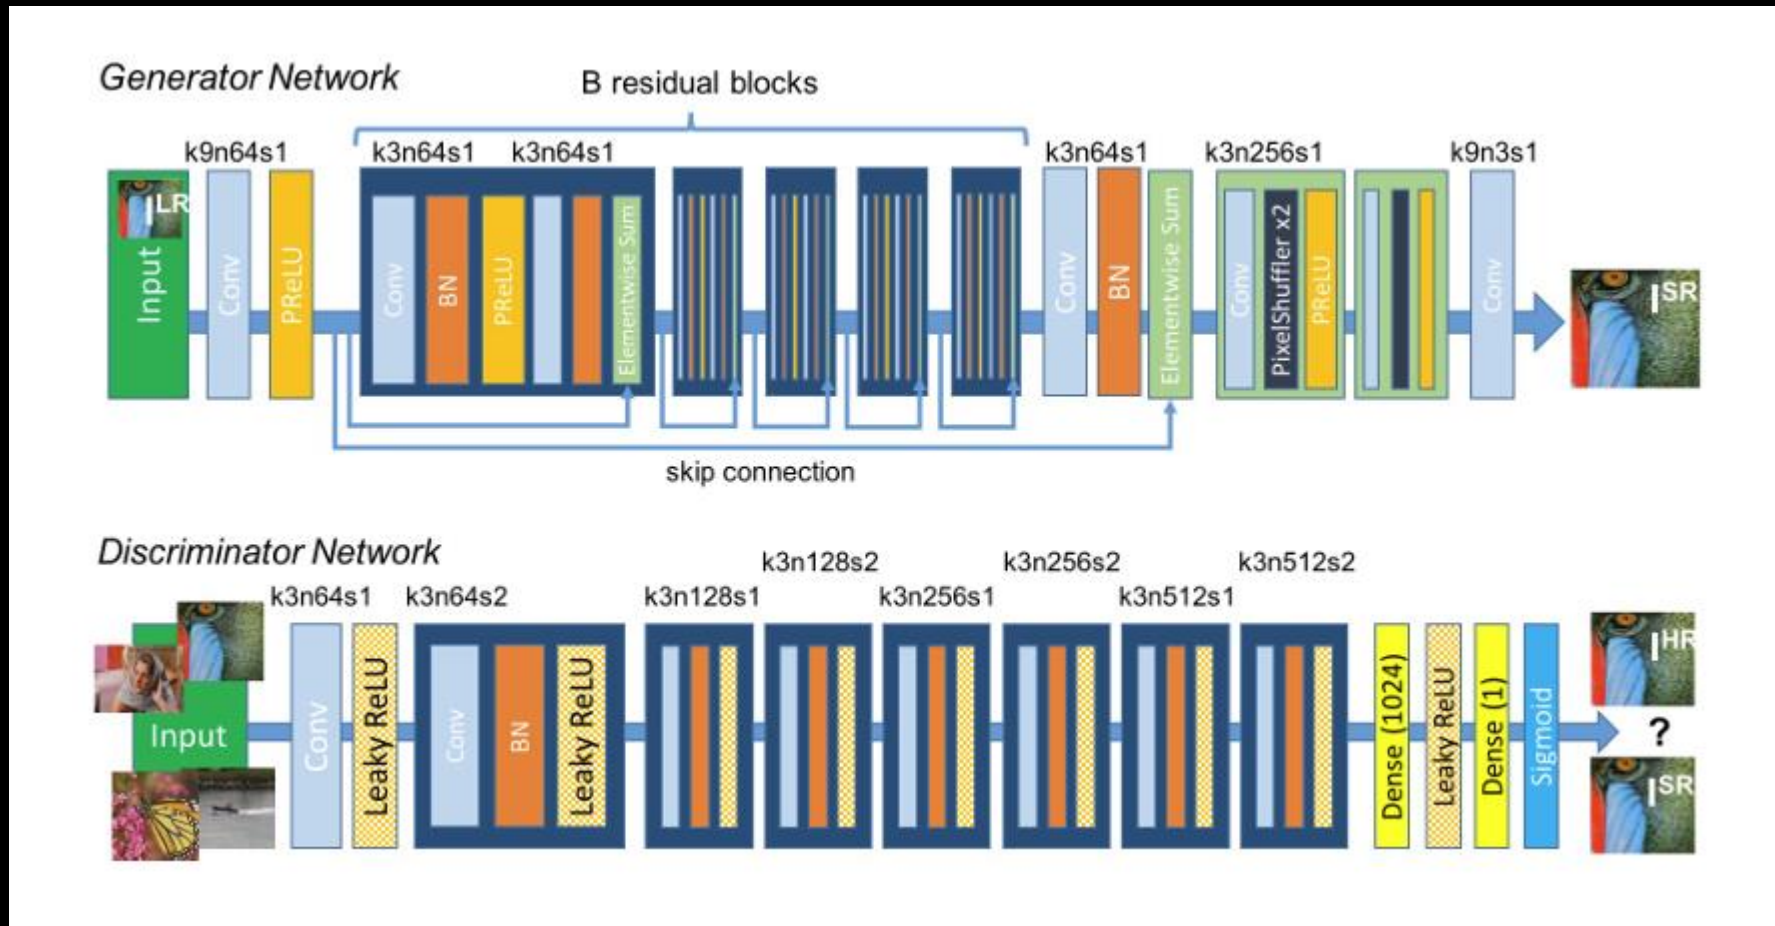 Generator Network
B residual blocks
k9n64s1
k3n64s1
k3n64s1
k3n64s1
k3n256s1
k9n3s1
I LR
Input
Conv
PReLU
Conv
BN
PReLU
Elementwise Sum
Conv
BN
Elementwise Sum
Conv
PixelShuffler x2
PReLU
Conv
I SR
skip connection
Discriminator Network
k3n64s1
k3n64s2
k3n128s1
k3n128s2
k3n256s1
k3n256s2
k3n512s1
k3n512s2
Input
Conv
Leaky ReLU
Conv
BN
Leaky ReLU
Dense (1024)
Leaky ReLU
Dense (1)
Sigmoid
I HR
?
I SR